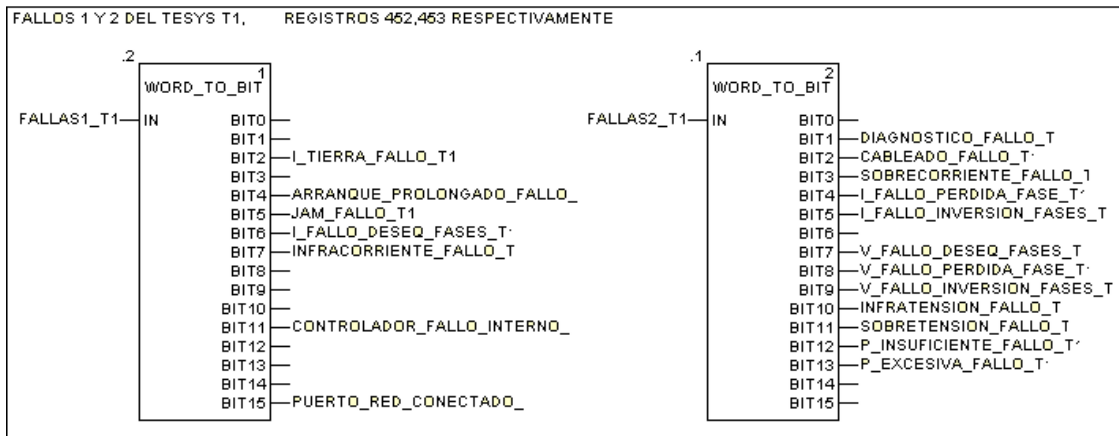 FALLOS 1 Y 2 DEL TESYS T1, REGISTROS 452,453 RESPECTIVAMENTE
.2
1
WORD_TO_BIT
FALLAS1_T1 IN BIT0
BIT1
BIT2 I_TIERRA_FALLO_T1
BIT3
BIT4 ARRANQUE_PROLONGADO_FALLO_
BIT5 JAM_FALLO_T1
BIT6 I_FALLO_DESEQ_FASES_T
BIT7 INFRACORRIENTE_FALLO_T
BIT8
BIT9
BIT10
BIT11 CONTROLADOR_FALLO_INTERNO_
BIT12
BIT13
BIT14
BIT15 PUERTO_RED_CONECTADO_
.1
2
WORD_TO_BIT
FALLAS2_T1 IN BIT0
BIT1 DIAGNOSTICO_FALLO_T
BIT2 CABLEADO_FALLO_T
BIT3 SOBRECORRIENTE_FALLO_T
BIT4 I_FALLO_PERDIDA_FASE_T
BIT5 I_FALLO_INVERSION_FASES_T
BIT6
BIT7 V_FALLO_DESEQ_FASES_T
BIT8 V_FALLO_PERDIDA_FASE_T
BIT9 V_FALLO_INVERSION_FASES_T
BIT10 INFRATENSION_FALLO_T
BIT11 SOBRETENSION_FALLO_T
BIT12 P_INSUFICIENTE_FALLO_T
BIT13 P_EXCESIVA_FALLO_T
BIT14
BIT15